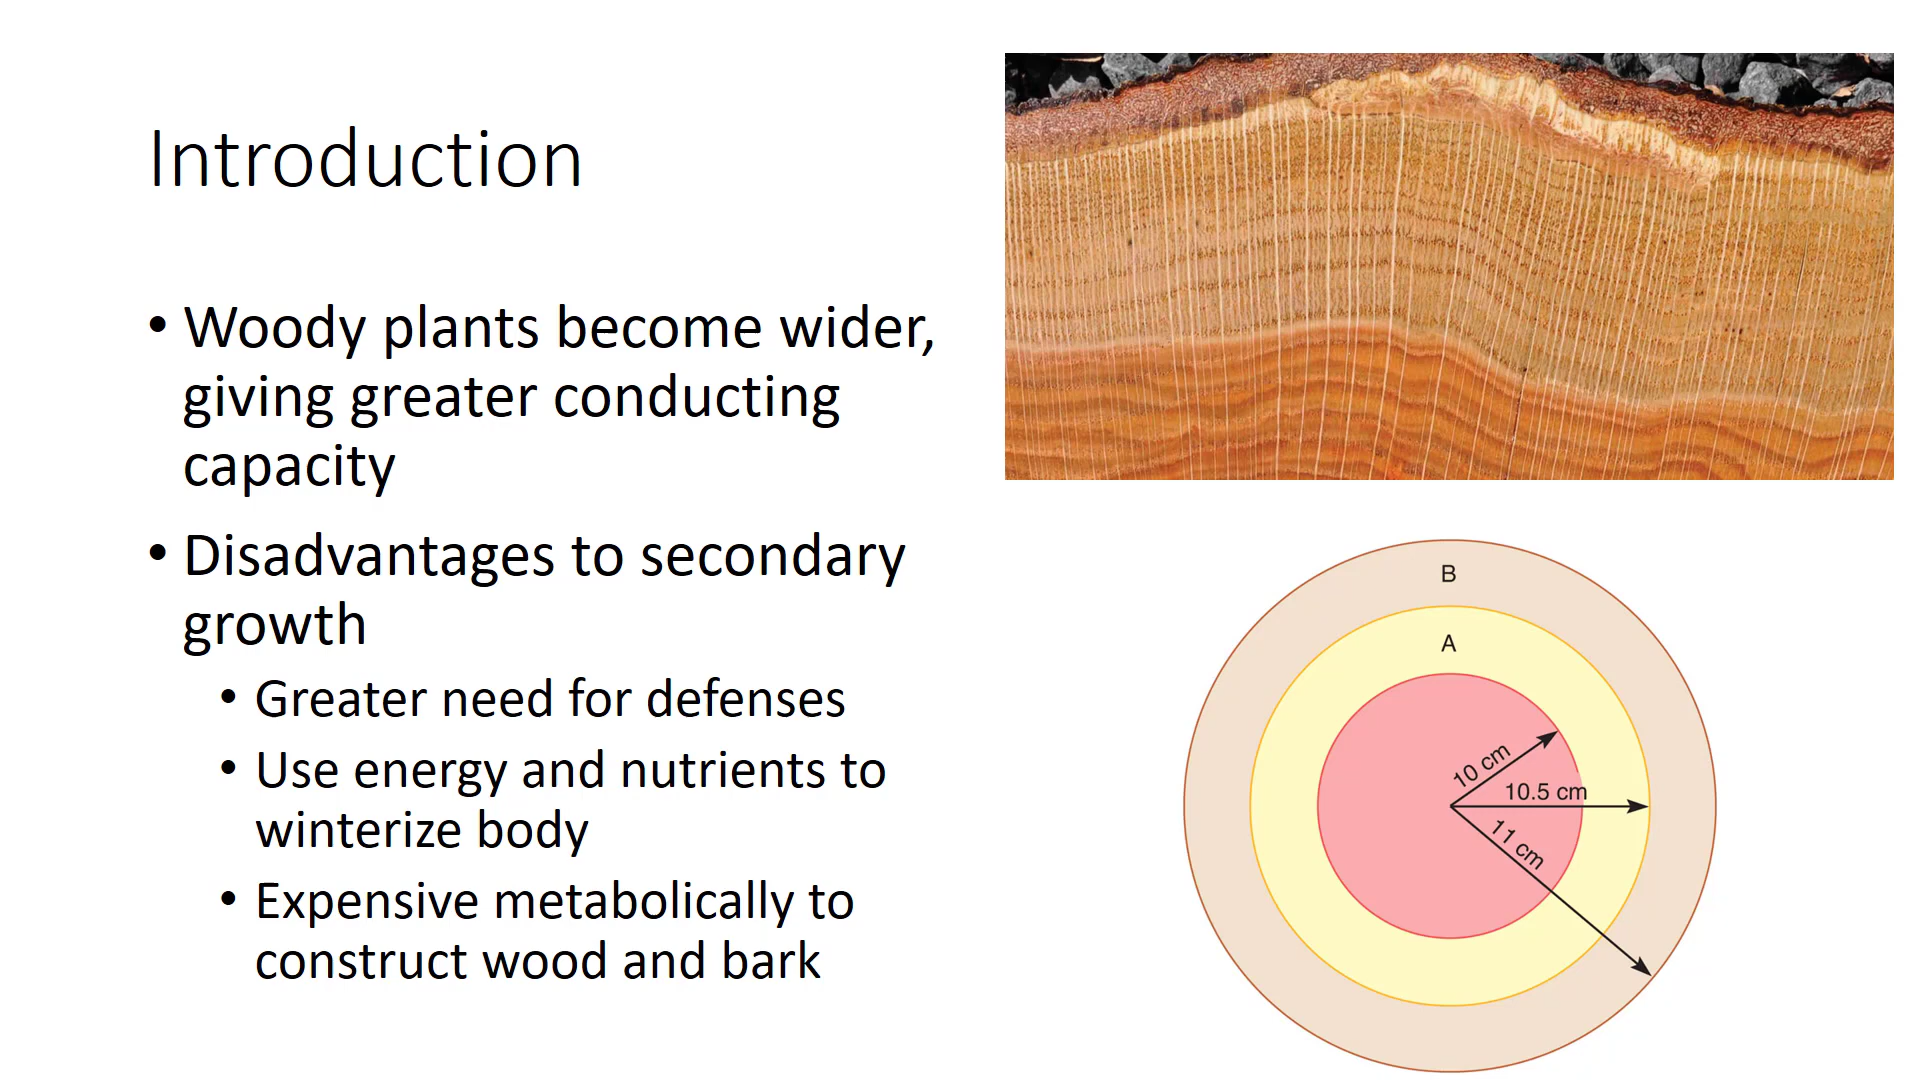 Introduction
• Woody plants become wider,
giving greater conducting
capacity
• Disadvantages to secondary
growth
• Greater need for defenses
• Use energy and nutrients to
winterize body
• Expensive metabolically to
construct wood and bark
B
A
10 cm
10.5 cm
11 cm